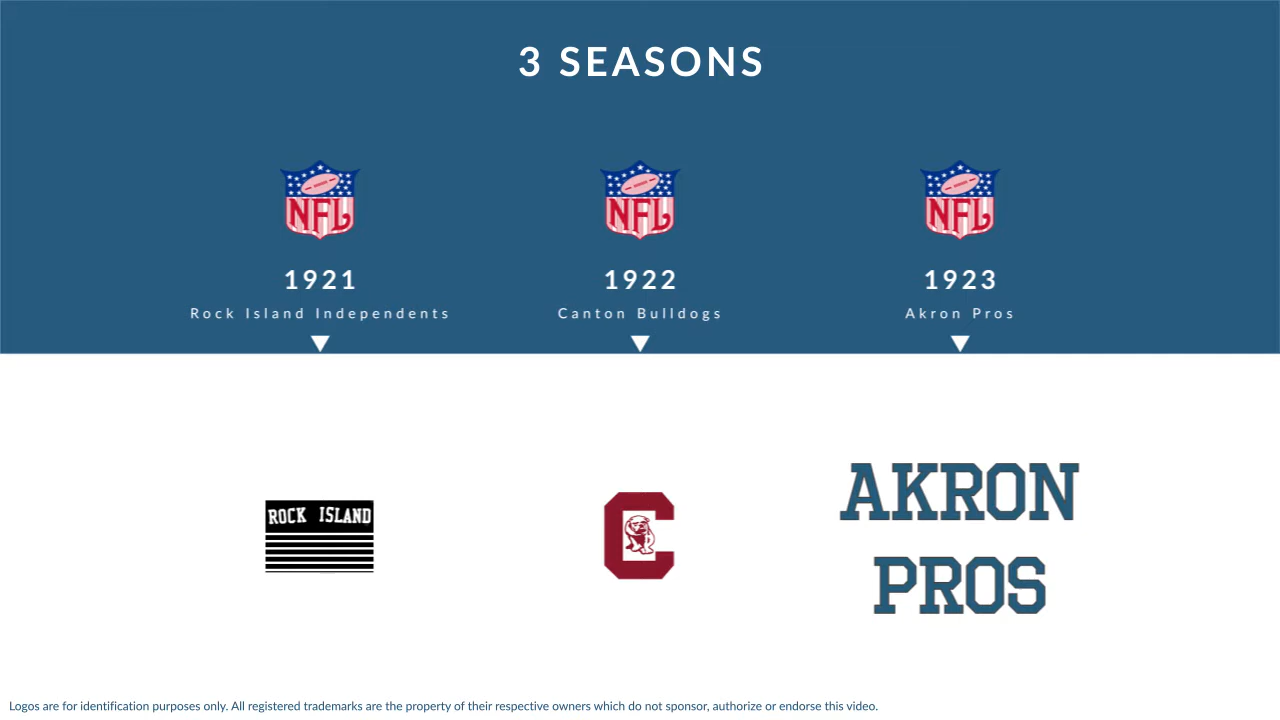 3 SEASONS
NFL NFL NFL
1921 1922 1923
Rock Island Independents Canton Bulldogs Akron Pros
ROCK ISLAND
C
AKRON
PROS
Logos are for identification purposes only. All registered trademarks are the property of their respective owners which do not sponsor, authorize or endorse this video.